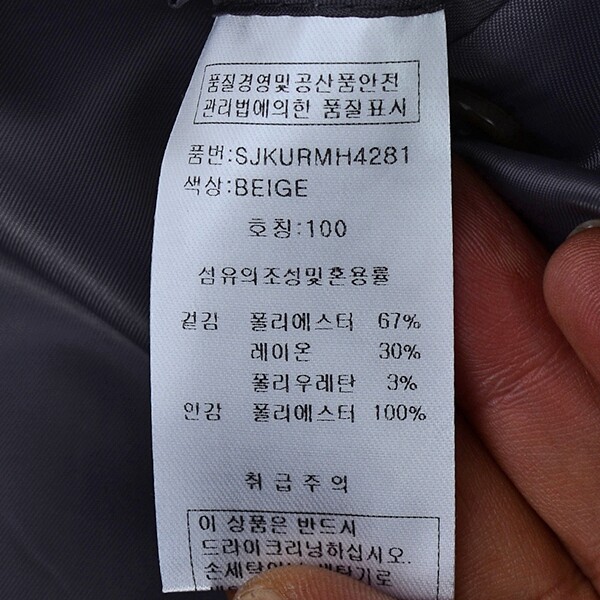 품질경영및공산품안전
관리법에의한 품질표시
품번:SJKURMH4281
색상:BEIGE
호칭:100
섬유의조성및혼용률
겉감 폴리에스터 67%
레이온 30%
폴리우레탄 3%
안감 폴리에스터 100%
취급주의
이 상품은 반드시
드라이크리닝하십시오.